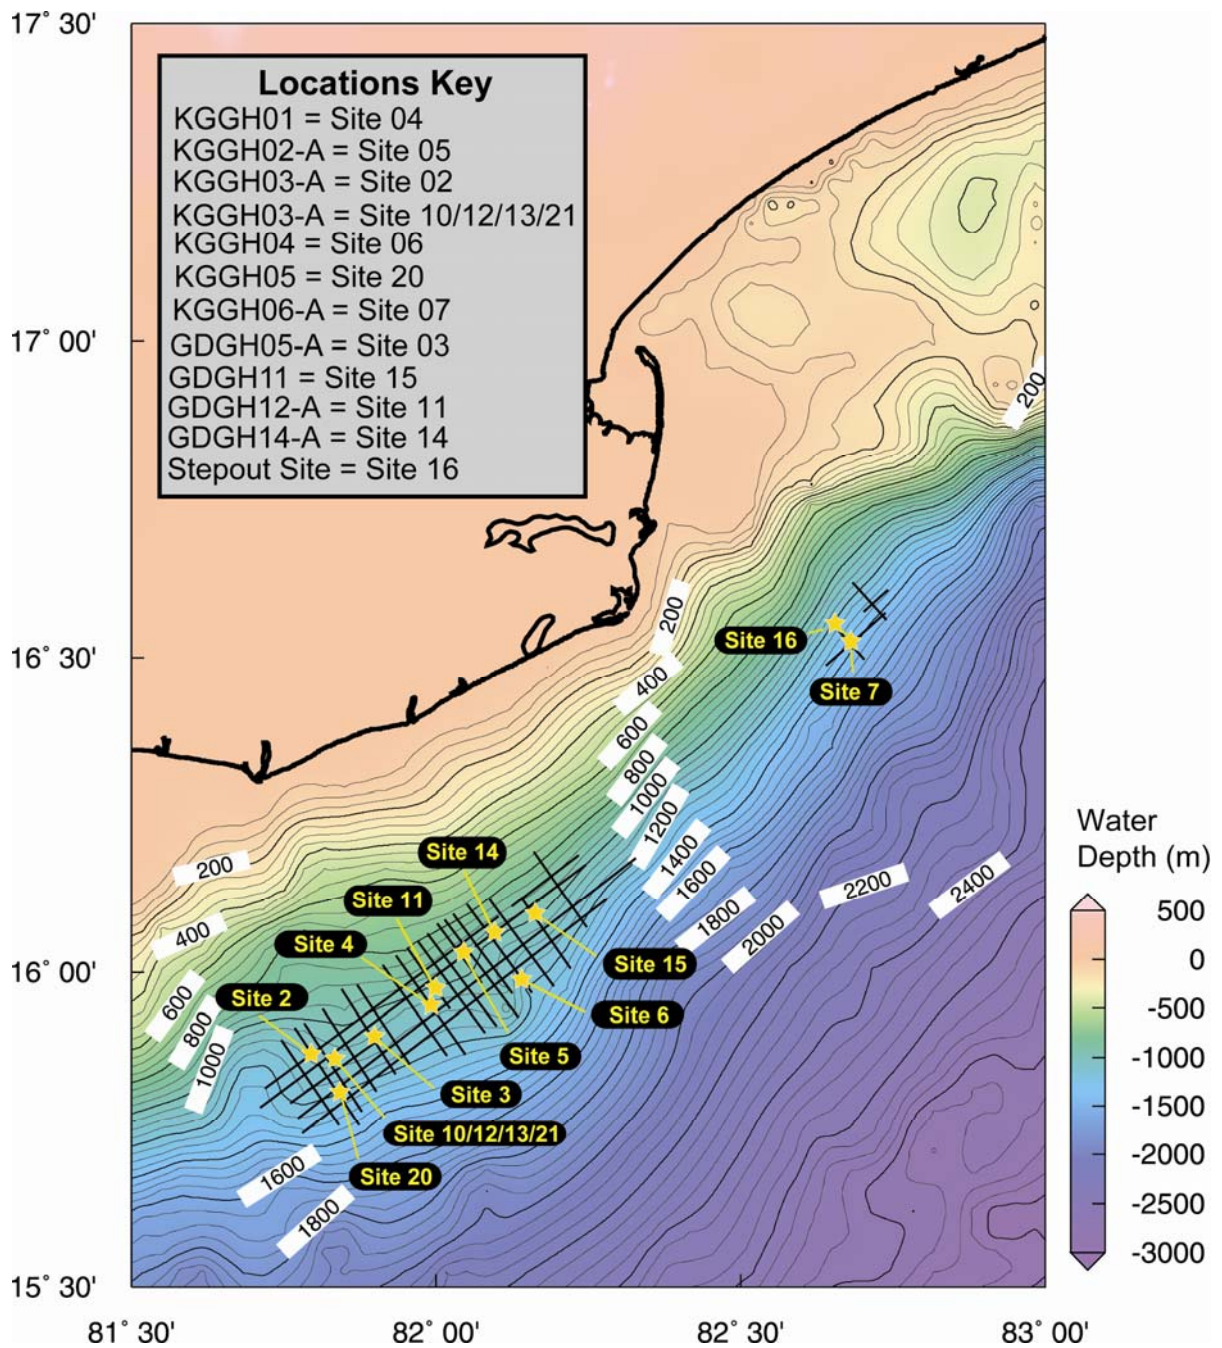 17° 30'
Locations Key
KGGH01 = Site 04
KGGH02-A = Site 05
KGGH03-A = Site 02
KGGH03-A = Site 10/12/13/21
KGGH04 = Site 06
KGGH05 = Site 20
KGGH06-A = Site 07
GDGH05-A = Site 03
GDGH11 = Site 15
GDGH12-A = Site 11
GDGH14-A = Site 14
Stepout Site = Site 16
17° 00'
200
200
Site 16
16° 30'
400
Site 7
600
800
1000
1200
1400
1600
1800
2000
2200
2400
Water
Depth (m)
500
0
-500
-1000
-1500
-2000
-2500
-3000
200
Site 14
Site 11
400
Site 4
16° 00'
Site 15
Site 2
600
Site 6
800
1000
Site 5
Site 3
Site 10/12/13/21
1600
Site 20
1800
15° 30'
81° 30'
82° 00'
82° 30'
83° 00'